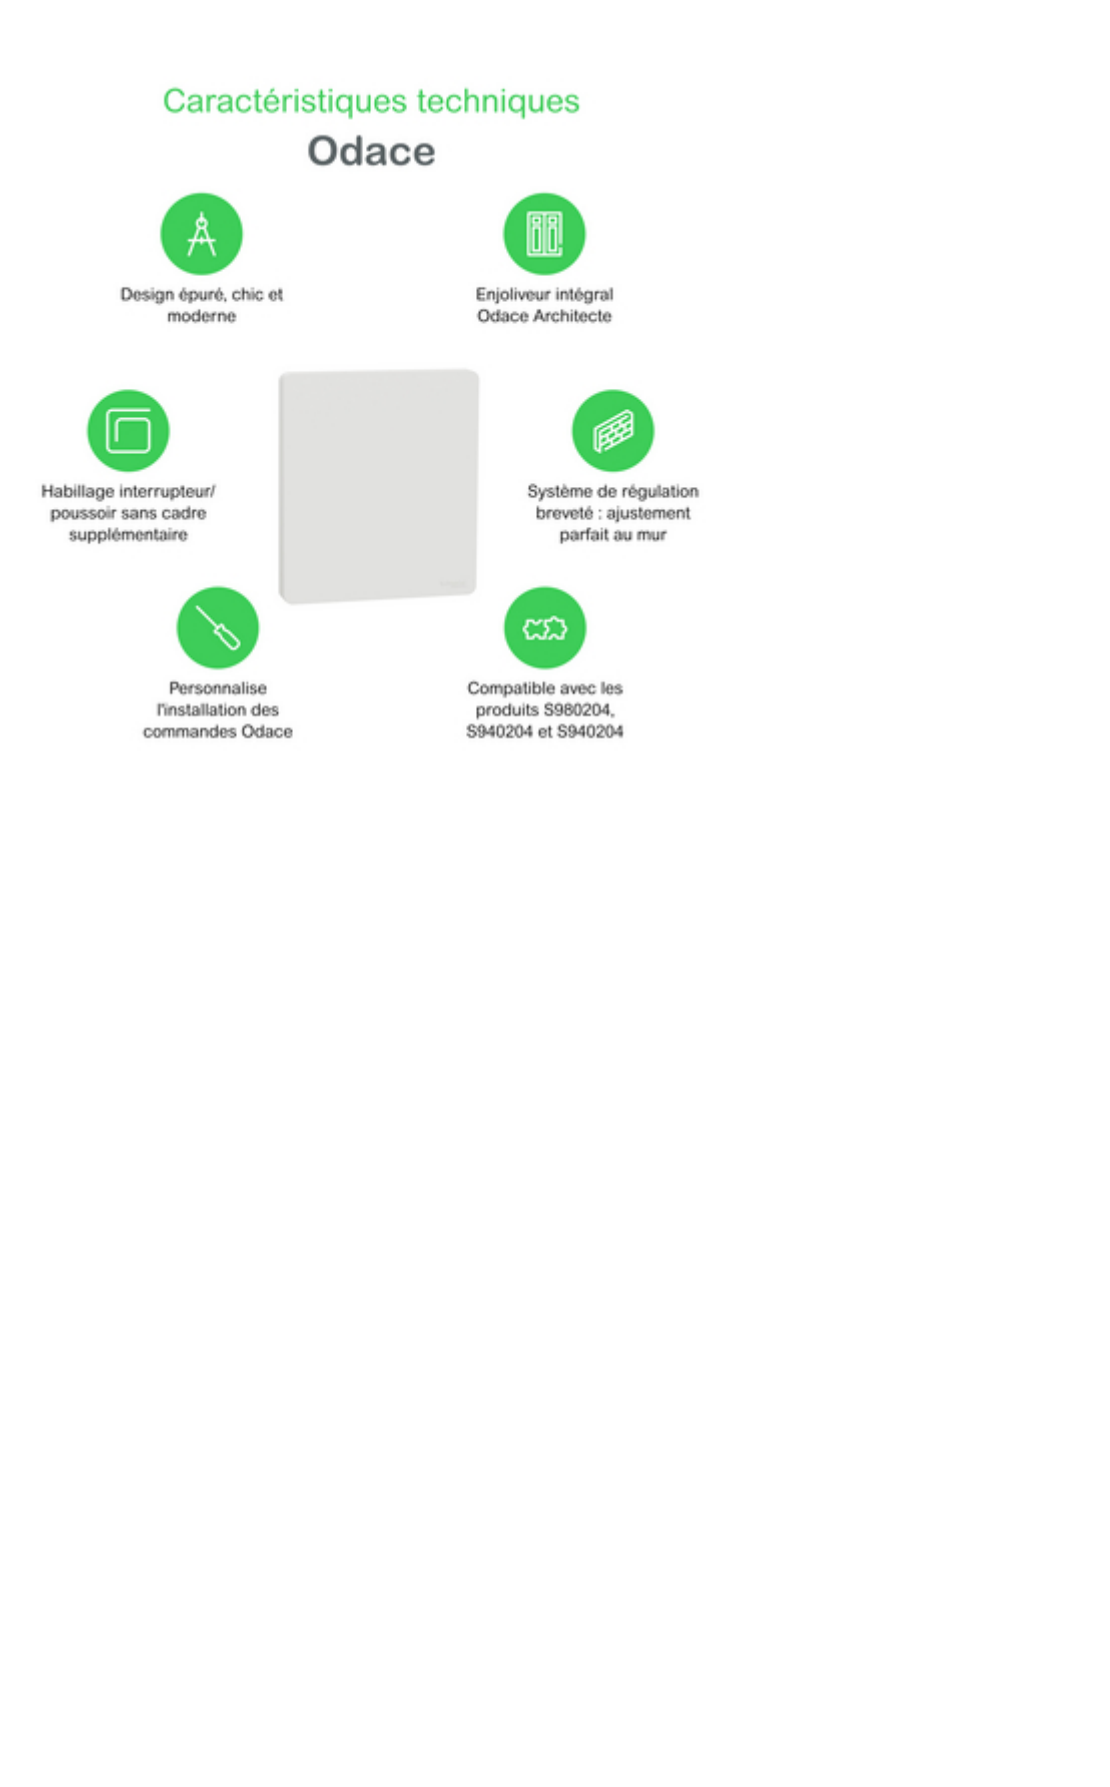 Caractéristiques techniques
Odace
Design épuré, chic et
moderne
Enjoliveur intégral
Odace Architecte
Habillage interrupteur/
poussoir sans cadre
supplémentaire
Système de régulation
breveté : ajustement
parfait au mur
Personnalise
l'installation des
commandes Odace
Compatible avec les
produits S980204,
S940204 et S940204